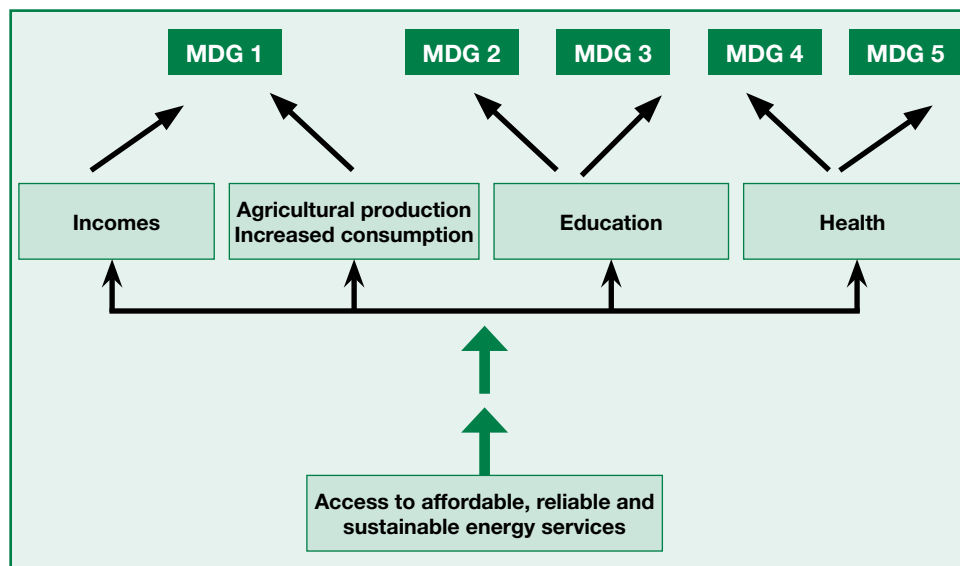 MDG 1
MDG 2
MDG 3
MDG 4
MDG 5
Incomes
Agricultural production
Increased consumption
Education
Health
Access to affordable, reliable and
sustainable energy services